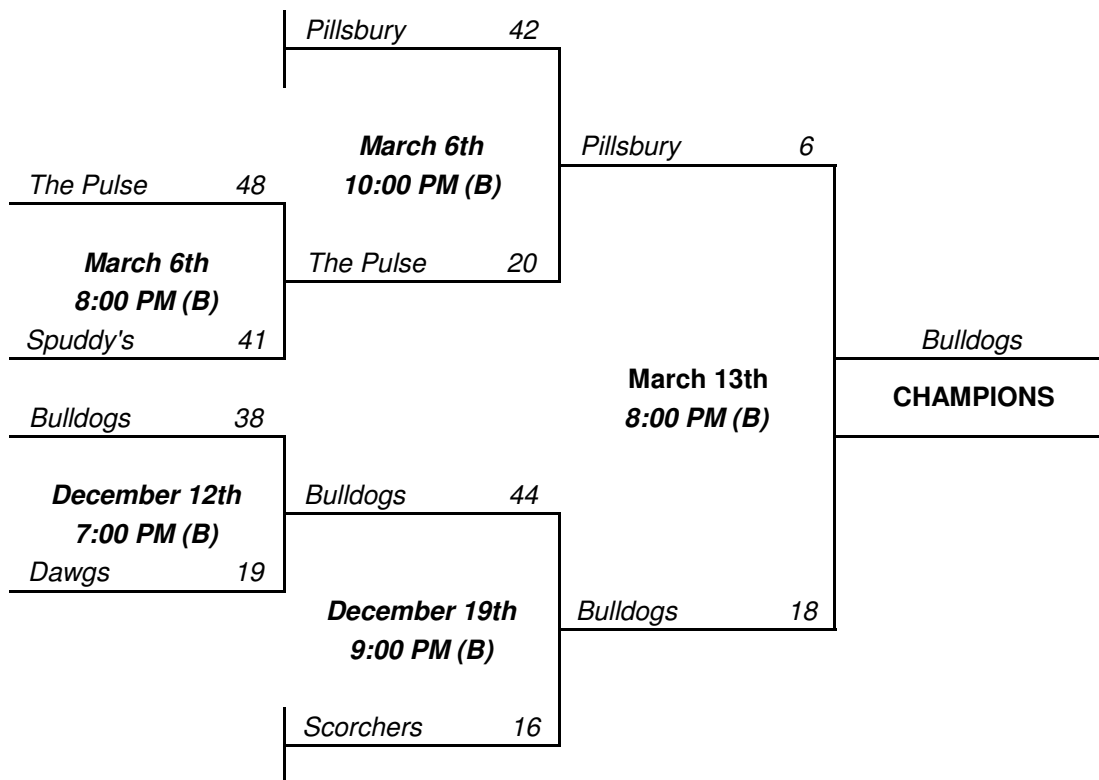 Pillsbury 42
March 6th
10:00 PM (B)
Pillsbury 6
The Pulse 48
March 6th
8:00 PM (B)
The Pulse 20
Spuddy's 41
Bulldogs
CHAMPIONS
March 13th
8:00 PM (B)
Bulldogs 38
December 12th
7:00 PM (B)
Bulldogs 44
Dawgs 19
December 19th
9:00 PM (B)
Bulldogs 18
Scorchers 16